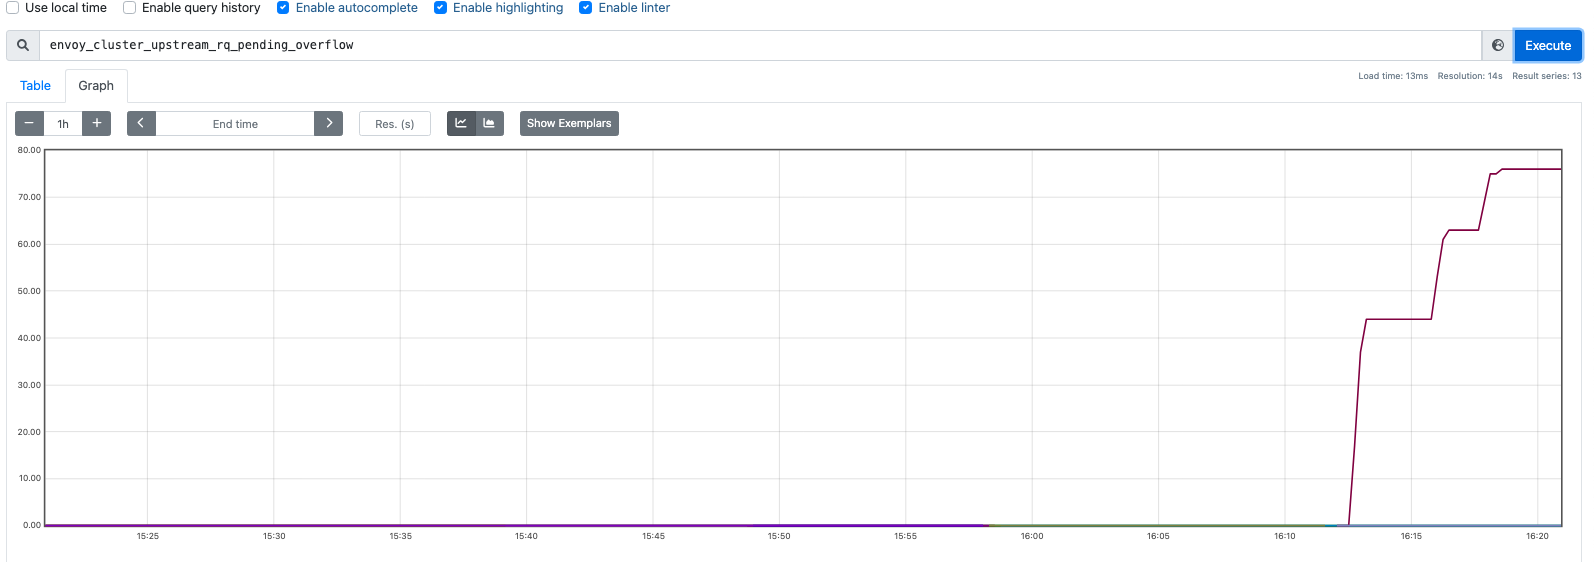 Use local time Enable query history Enable autocomplete Enable highlighting Enable linter
envoy_cluster_upstream_rq_pending_overflow Execute
Table Graph Load time: 13ms Resolution: 14s Result series: 13
− 1h + End time Res. (s) Show Exemplars
80.00
70.00
60.00
50.00
40.00
30.00
20.00
10.00
0.00
15:25 15:30 15:35 15:40 15:45 15:50 15:55 16:00 16:05 16:10 16:15 16:20